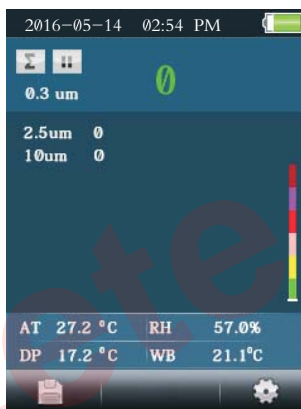 2016-05-14 02:54 PM
Σ
0.3 um 0
2.5um 0
10um 0
AT 27.2 °C RH 57.0%
DP 17.2 °C WB 21.1°C